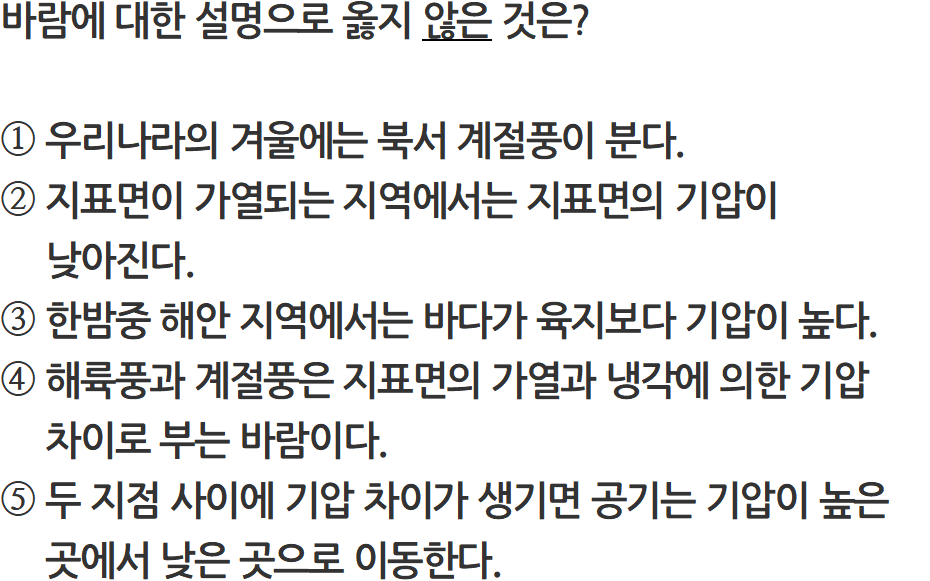 바람에 대한 설명으로 옳지 않은 것은?
① 우리나라의 겨울에는 북서 계절풍이 분다.
② 지표면이 가열되는 지역에서는 지표면의 기압이
낮아진다.
③ 한밤중 해안 지역에서는 바다가 육지보다 기압이 높다.
④ 해륙풍과 계절풍은 지표면의 가열과 냉각에 의한 기압
차이로 부는 바람이다.
⑤ 두 지점 사이에 기압 차이가 생기면 공기는 기압이 높은
곳에서 낮은 곳으로 이동한다.